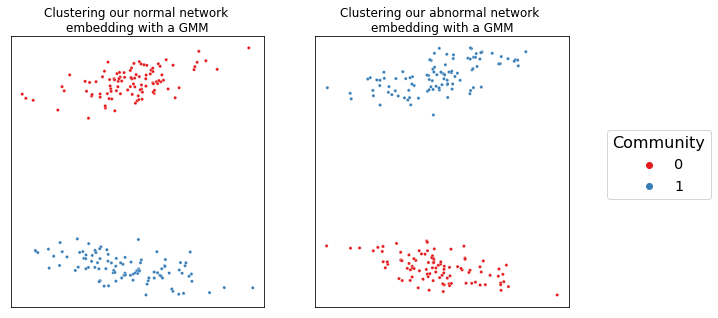 Clustering our normal network
embedding with a GMM
Clustering our abnormal network
embedding with a GMM
Community
0
1